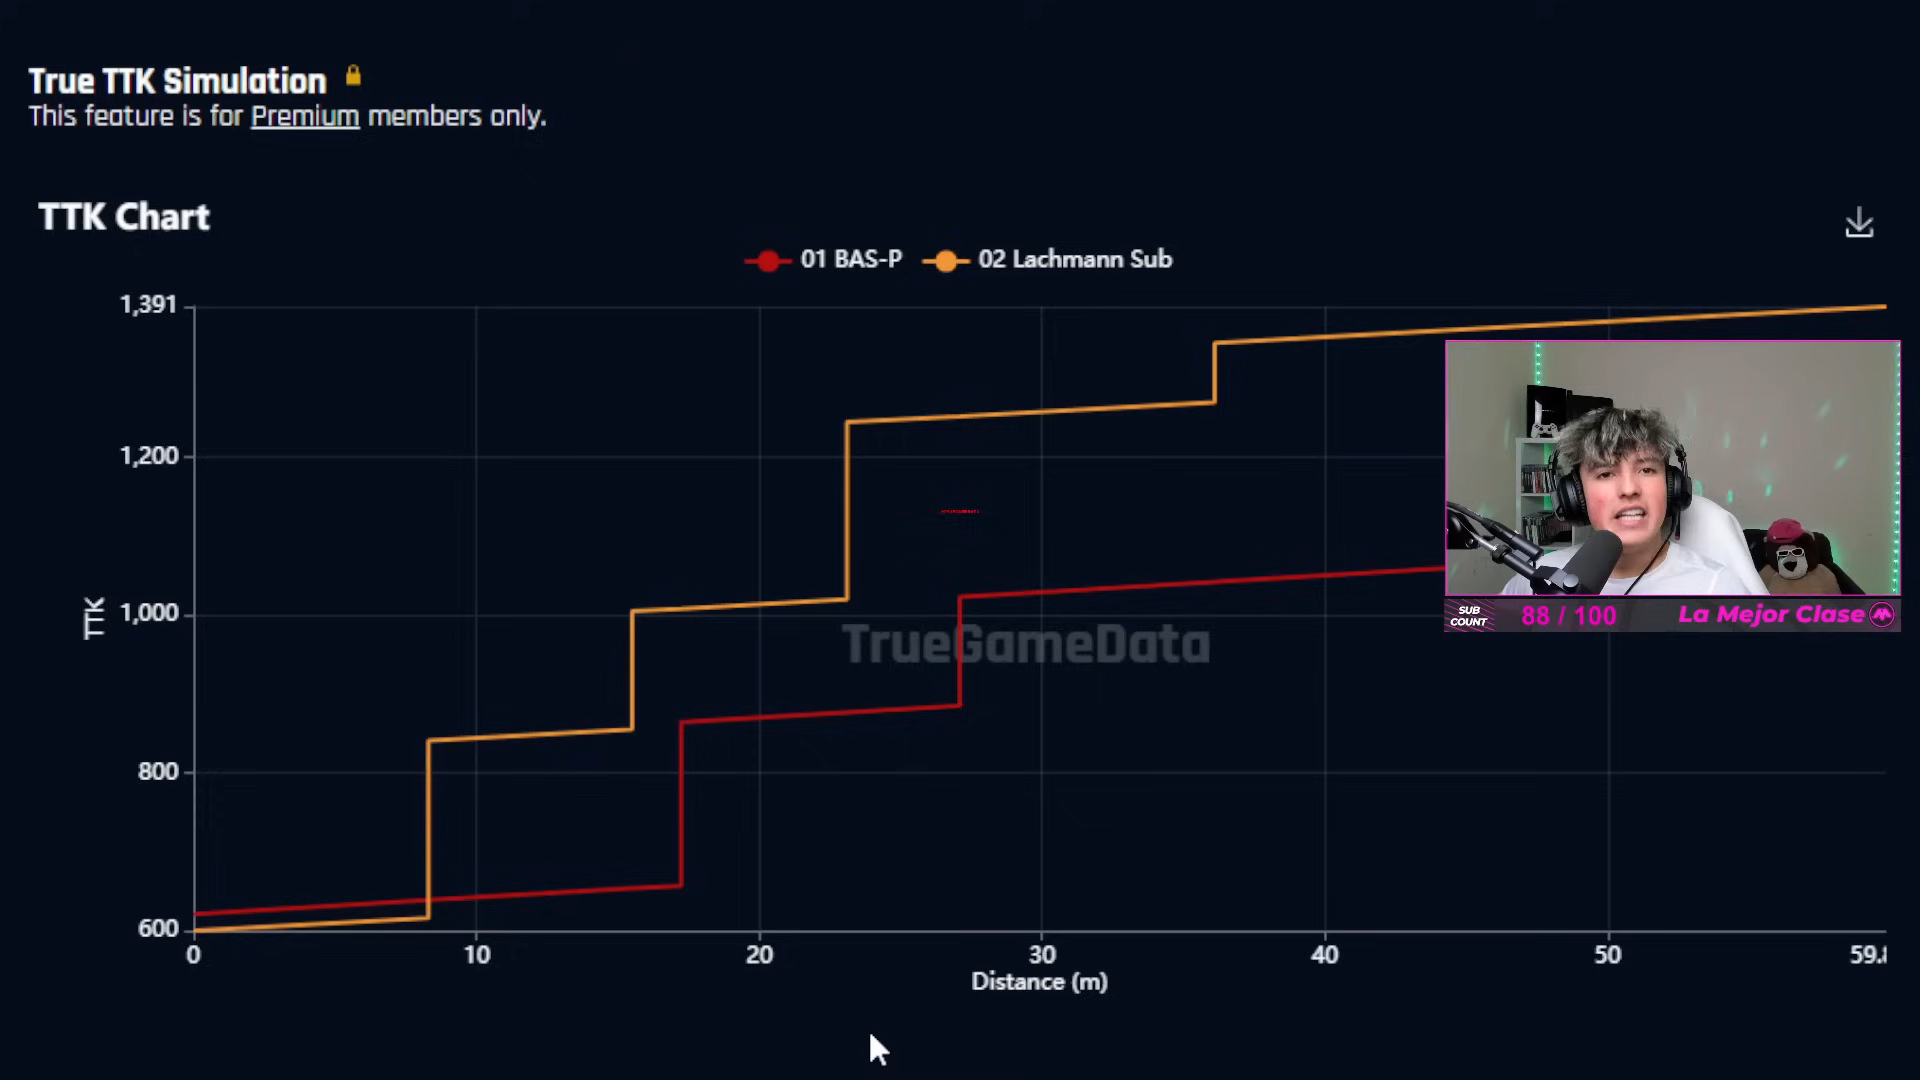 True TTK Simulation
This feature is for Premium members only.
TTK Chart
01 BAS-P
02 Lachmann Sub
1,391
1,200
1,000
800
600
TTK
TrueGameData
0
10
20
30
40
50
Distance (m)
SUB COUNT
88 / 100
La Mejor Clase